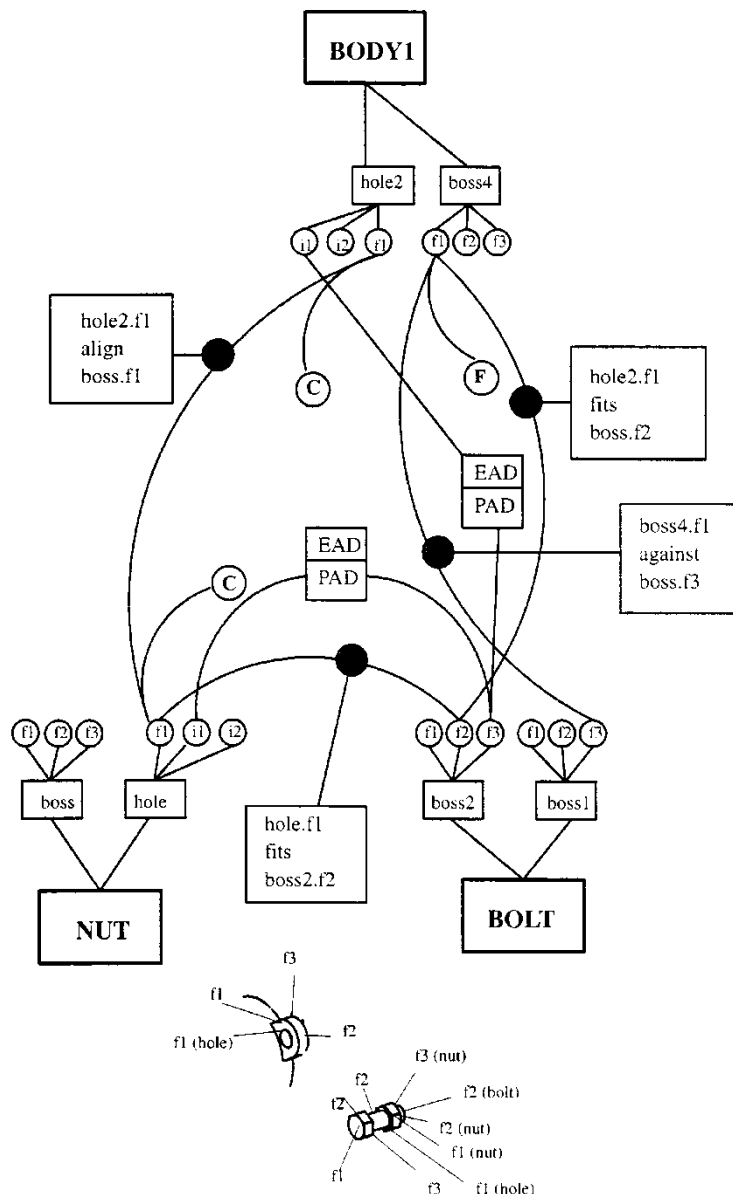 BODY1
hole2 boss4
i1 i2 f1 f1 f2 f3
hole2.f1
align
boss.f1
C
F
hole2.f1
fits
boss.f2
EAD
PAD
boss4.f1
against
boss.f3
EAD
PAD
C
f1 f2 f3 f1 i1 i2 f1 f2 f3 f1 f2 f3
boss hole boss2 boss1
hole.f1
fits
boss2.f2
NUT BOLT
f3
f1
f1 (hole)
f2
f3 (nut)
f2
f2 (bolt)
f2
f2 (nut)
f1 (nut)
f1
f3
f1 (hole)